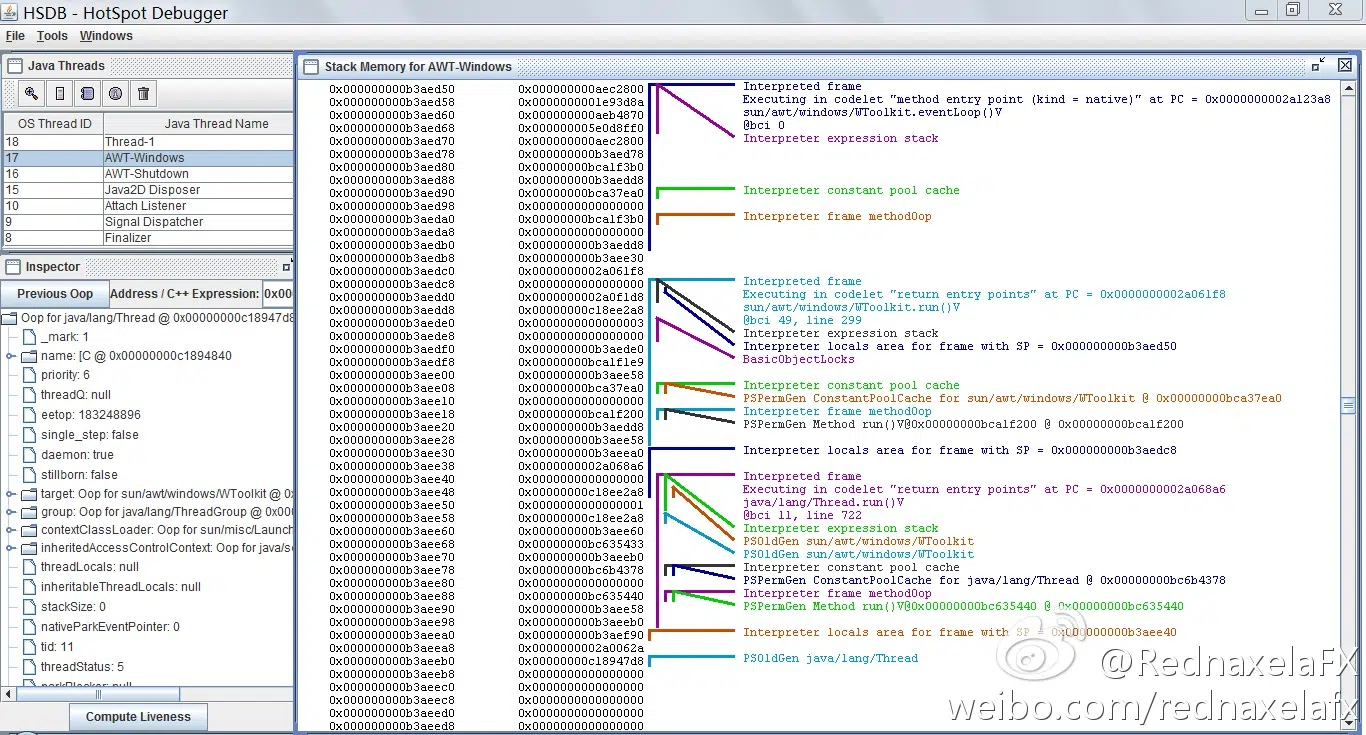 HSDB - HotSpot Debugger
File Tools Windows
Java Threads
OS Thread ID Java Thread Name
18 Thread-1
17 AWT-Windows
16 AWT-Shutdown
15 Java2D Disposer
10 Attach Listener
9 Signal Dispatcher
8 Finalizer
Inspector
Previous Oop Address / C++ Expression: 0x00
Oop for java/lang/Thread @ 0x00000000c18947d8
_mark: 1
name: [C @ 0x00000000c1894840
priority: 6
threadQ: null
eetop: 183248896
single_step: false
daemon: true
stillborn: false
target: Oop for sun/awt/windows/WToolkit @ 0
group: Oop for java/lang/ThreadGroup @ 0x00
contextClassLoader: Oop for sun/misc/Launch
inheritedAccessControlContext: Oop for java/s
threadLocals: null
inheritableThreadLocals: null
stackSize: 0
nativeParkEventPointer: 0
tid: 11
threadStatus: 5
parkBlocker: null
Compute Liveness
Stack Memory for AWT-Windows
0x000000000b3aed50 0x000000000aec2800 Interpreted frame
0x000000000b3aed58 0x0000000001e93d8a Executing in codelet "method entry point (kind = native)" at PC = 0x0000000002a123a8
0x000000000b3aed60 0x000000000aeb4870 sun/awt/windows/WToolkit.eventLoop()V
0x000000000b3aed68 0x000000005e0d8ff0 @bci 0
0x000000000b3aed70 0x000000000aec2800 Interpreter expression stack
0x000000000b3aed78 0x000000000b3aed78
0x000000000b3aed80 0x00000000bca1f3b0
0x000000000b3aed88 0x000000000b3aedd8
0x000000000b3aed90 0x00000000bca37ea0 Interpreter constant pool cache
0x000000000b3aed98 0x0000000000000000
0x000000000b3aeda0 0x00000000bca1f3b0 Interpreter frame methodOop
0x000000000b3aeda8 0x0000000000000000
0x000000000b3aedb0 0x000000000b3aedd8
0x000000000b3aedb8 0x000000000b3aee30
0x000000000b3aedc0 0x0000000002a061f8
0x000000000b3aedc8 0x0000000000000000 Interpreted frame
0x000000000b3aedd0 0x0000000002a0f1d8 Executing in codelet "return entry points" at PC = 0x0000000002a061f8
0x000000000b3aedd8 0x00000000c18ee2a8 sun/awt/windows/WToolkit.run()V
0x000000000b3aede0 0x0000000000000003 @bci 49, line 299
0x000000000b3aede8 0x0000000000000000 Interpreter expression stack
0x000000000b3aedf0 0x000000000b3aede0 Interpreter locals area for frame with SP = 0x000000000b3aed50
0x000000000b3aedf8 0x00000000bca1f1e9 BasicObjectLocks
0x000000000b3aee00 0x000000000b3aee58
0x000000000b3aee08 0x00000000bca37ea0 Interpreter constant pool cache
0x000000000b3aee10 0x0000000000000000 PSPermGen ConstantPoolCache for sun/awt/windows/WToolkit @ 0x00000000bca37ea0
0x000000000b3aee18 0x00000000bca1f200 Interpreter frame methodOop
0x000000000b3aee20 0x000000000b3aedd8 PSPermGen Method run()V@0x00000000bca1f200 @ 0x00000000bca1f200
0x000000000b3aee28 0x000000000b3aee58
0x000000000b3aee30 0x000000000b3aeea0 Interpreter locals area for frame with SP = 0x000000000b3aedc8
0x000000000b3aee38 0x0000000002a068a6
0x000000000b3aee40 0x0000000000000000 Interpreted frame
0x000000000b3aee48 0x00000000c18ee2a8 Executing in codelet "return entry points" at PC = 0x0000000002a068a6
0x000000000b3aee50 0x0000000000000001 java/lang/Thread.run()V
0x000000000b3aee58 0x00000000c18ee2a8 @bci 11, line 722
0x000000000b3aee60 0x000000000b3aee60 Interpreter expression stack
0x000000000b3aee68 0x00000000bc635433 PSOldGen sun/awt/windows/WToolkit
0x000000000b3aee70 0x000000000b3aeeb0 PSOldGen sun/awt/windows/WToolkit
0x000000000b3aee78 0x00000000bc6b4378 Interpreter constant pool cache
0x000000000b3aee80 0x0000000000000000 PSPermGen ConstantPoolCache for java/lang/Thread @ 0x00000000bc6b4378
0x000000000b3aee88 0x00000000bc635440 Interpreter frame methodOop
0x000000000b3aee90 0x000000000b3aee58 PSPermGen Method run()V@0x00000000bc635440 @ 0x00000000bc635440
0x000000000b3aee98 0x000000000b3aeeb0
0x000000000b3aeea0 0x000000000b3aef90 Interpreter locals area for frame with SP = 0x000000000b3aee40
0x000000000b3aeea8 0x0000000002a0062a
0x000000000b3aeeb0 0x00000000c18947d8 PSOldGen java/lang/Thread
0x000000000b3aeeb8 0x0000000000000000
0x000000000b3aeec0 0x0000000000000000
0x000000000b3aeec8 0x0000000000000000
0x000000000b3aeed0 0x0000000000000000
0x000000000b3aeed8 0x0000000000000000
@RednaxelaFX
weibo.com/rednaxelafx